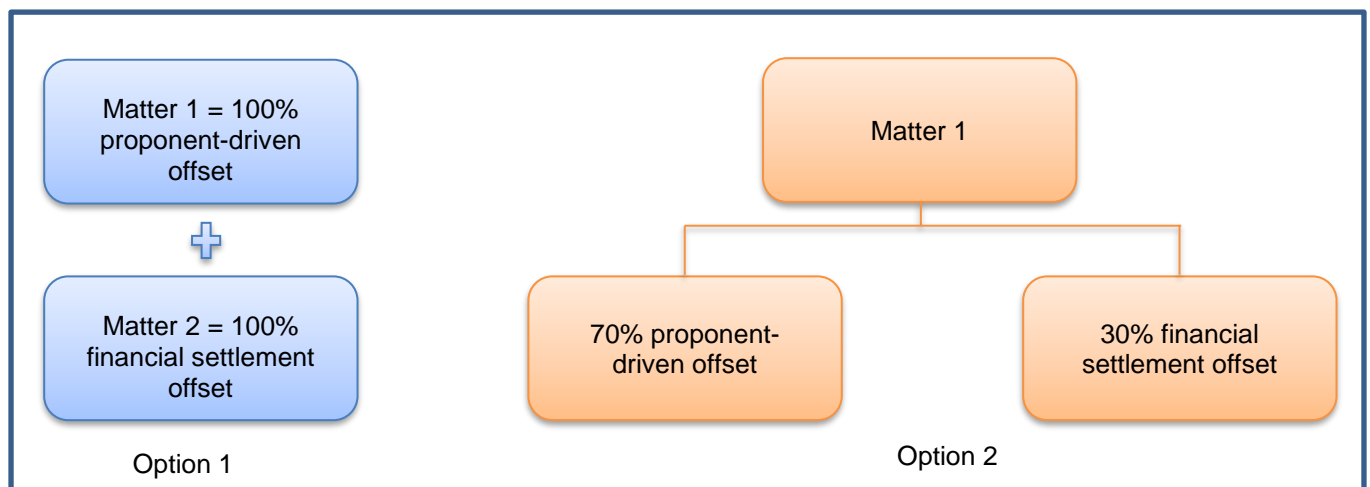 Matter 1 = 100%
proponent-driven
offset
Matter 2 = 100%
financial settlement
offset
Option 1
Matter 1
70% proponent-
driven offset
30% financial
settlement offset
Option 2